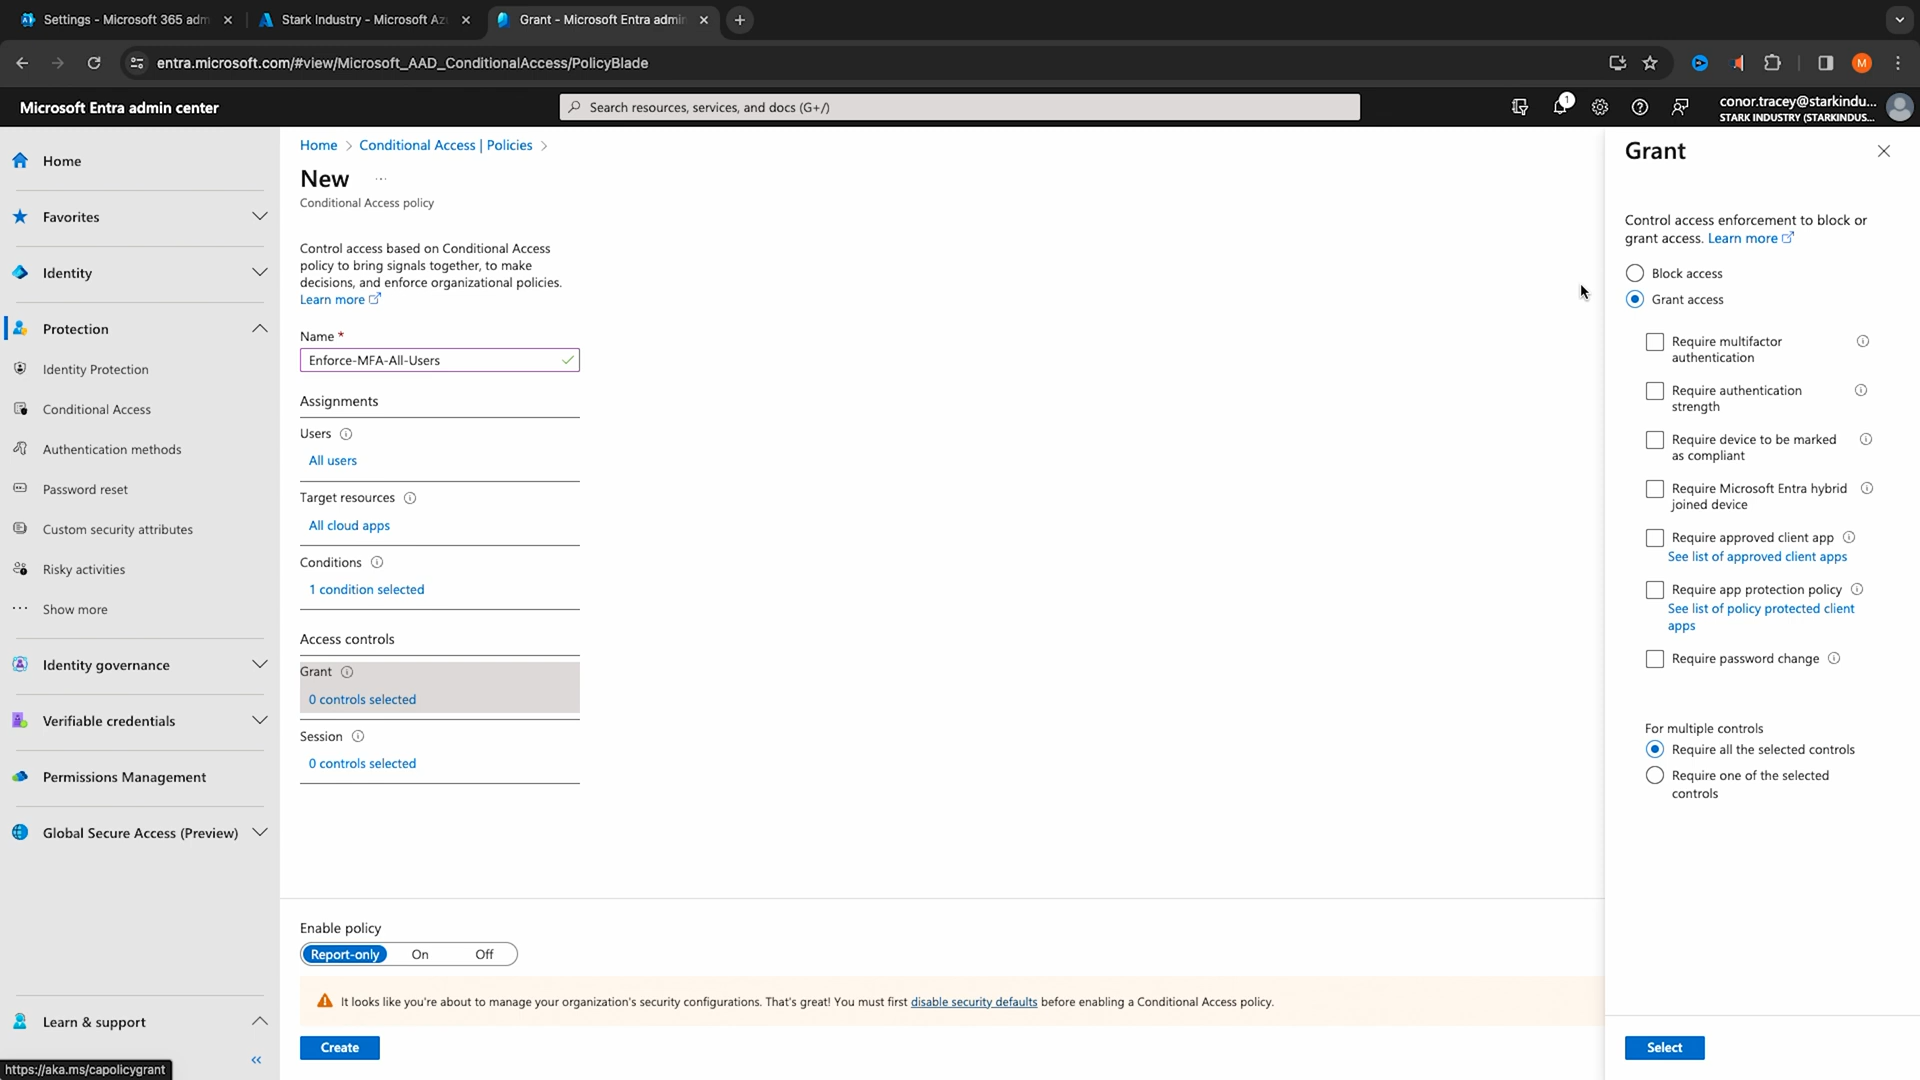 Settings - Microsoft 365 adm
Stark Industry - Microsoft Az
Grant - Microsoft Entra admin
entra.microsoft.com/#view/Microsoft_AAD_ConditionalAccess/PolicyBlade
M
Microsoft Entra admin center
Search resources, services, and docs (G+/)
1
conor.tracey@starkindu...
STARK INDUSTRY (STARKINDUS...
Home
Favorites
Identity
Protection
Identity Protection
Conditional Access
Authentication methods
Password reset
Custom security attributes
Risky activities
Show more
Identity governance
Verifiable credentials
Permissions Management
Global Secure Access (Preview)
Learn & support
https://aka.ms/capolicygrant
Home > Conditional Access | Policies >
New ...
Conditional Access policy
Control access based on Conditional Access
policy to bring signals together, to make
decisions, and enforce organizational policies.
Learn more
Name *
Enforce-MFA-All-Users
Assignments
Users
All users
Target resources
All cloud apps
Conditions
1 condition selected
Access controls
Grant
0 controls selected
Session
0 controls selected
Enable policy
Report-only On Off
It looks like you're about to manage your organization's security configurations. That's great! You must first disable security defaults before enabling a Conditional Access policy.
Create
Grant
Control access enforcement to block or
grant access. Learn more
Block access
Grant access
Require multifactor
authentication
Require authentication
strength
Require device to be marked
as compliant
Require Microsoft Entra hybrid
joined device
Require approved client app
See list of approved client apps
Require app protection policy
See list of policy protected client
apps
Require password change
For multiple controls
Require all the selected controls
Require one of the selected
controls
Select